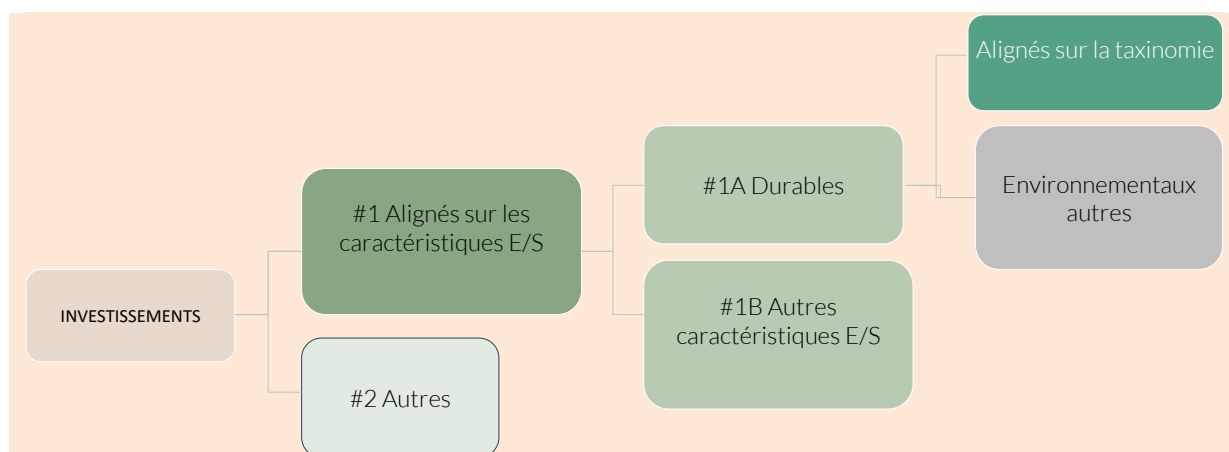 Alignés sur la taxinomie
#1A Durables
Environnementaux
autres
#1 Alignés sur les
caractéristiques E/S
#1B Autres
caractéristiques E/S
INVESTISSEMENTS
#2 Autres